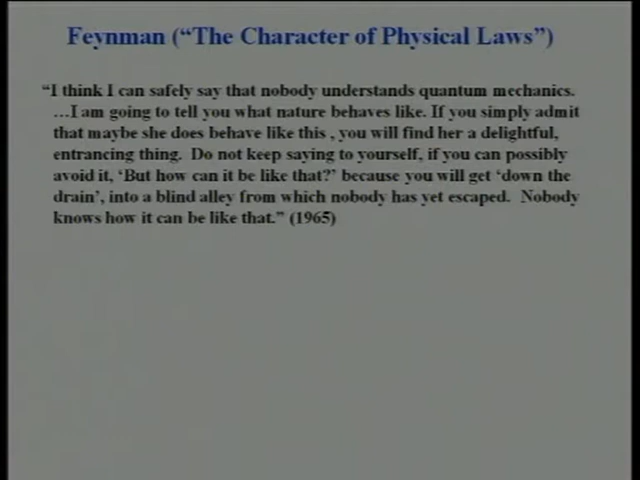 Feynman (“The Character of Physical Laws”)
“I think I can safely say that nobody understands quantum mechanics.
…I am going to tell you what nature behaves like. If you simply admit
that maybe she does behave like this , you will find her a delightful,
entrancing thing. Do not keep saying to yourself, if you can possibly
avoid it, ‘But how can it be like that?’ because you will get ‘down the
drain’, into a blind alley from which nobody has yet escaped. Nobody
knows how it can be like that.” (1965)